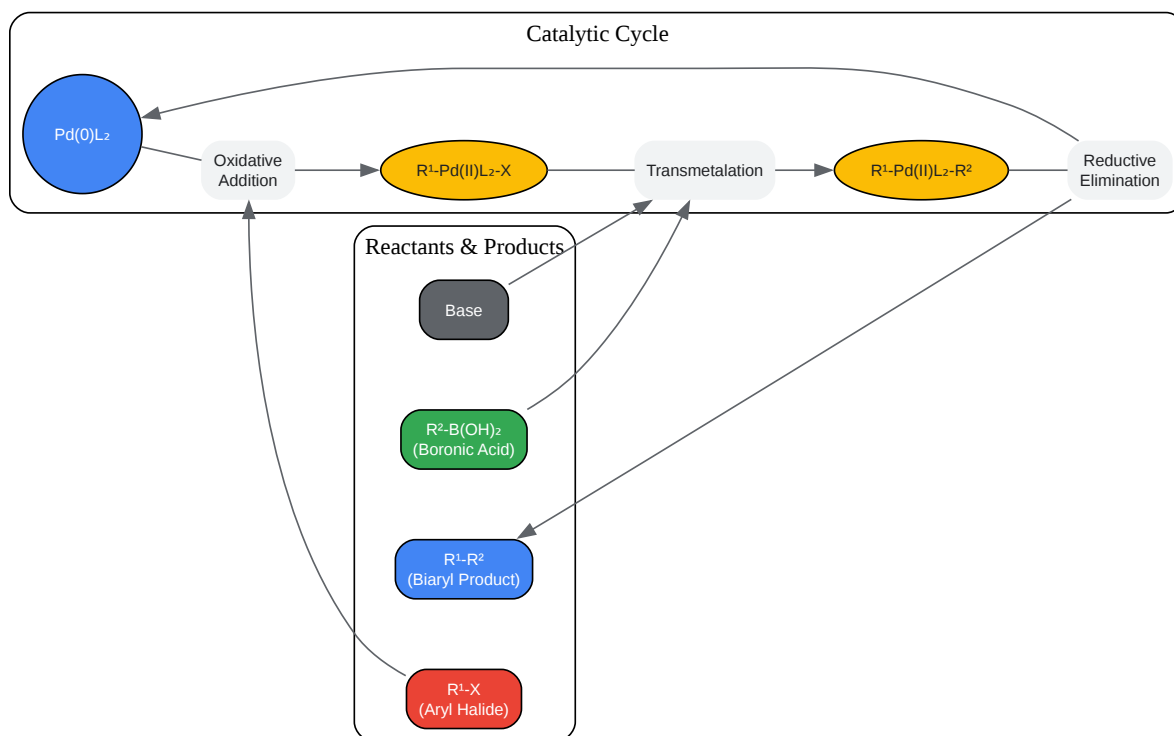 Catalytic Cycle
Pd(0)L₂
Oxidative
Addition
R¹-Pd(II)L₂-X
Transmetalation
R¹-Pd(II)L₂-R²
Reductive
Elimination
Reactants & Products
Base
R²-B(OH)₂
(Boronic Acid)
R¹-R²
(Biaryl Product)
R¹-X
(Aryl Halide)